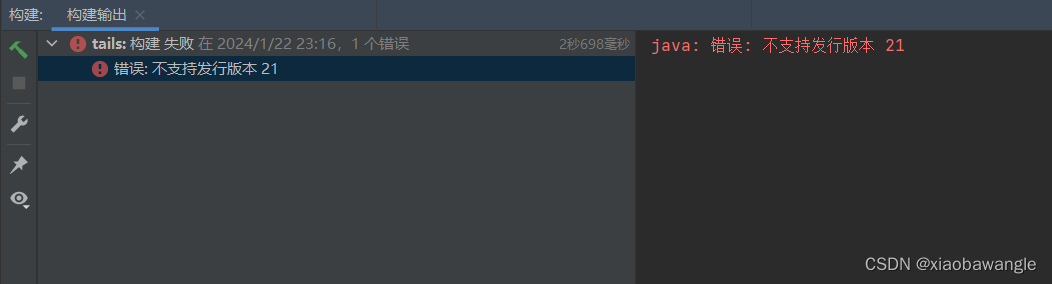 构建: 构建输出
tails: 构建 失败 在 2024/1/22 23:16，1 个错误 2秒698毫秒
错误: 不支持发行版本 21
java: 错误: 不支持发行版本 21
CSDN @xiaobawangle